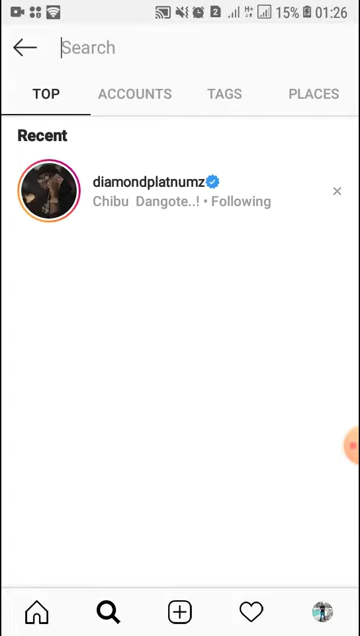 15% 01:26
Search
TOP ACCOUNTS TAGS PLACES
Recent
diamondplatnumz
Chibu Dangote..! • Following